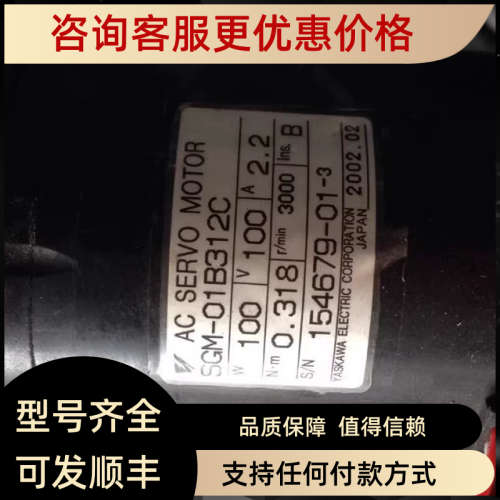 咨询客服更优惠价格
AC SERVO MOTOR
SGM-01B312C
W 100 V 100 A 2.2
N·m 0.318 r/min 3000 Ins. B
S/N 154679-01-3
YASKAWA ELECTRIC CORPORATION
JAPAN 2002.02
型号齐全
可发顺丰
品质保障 值得信赖
支持任何付款方式